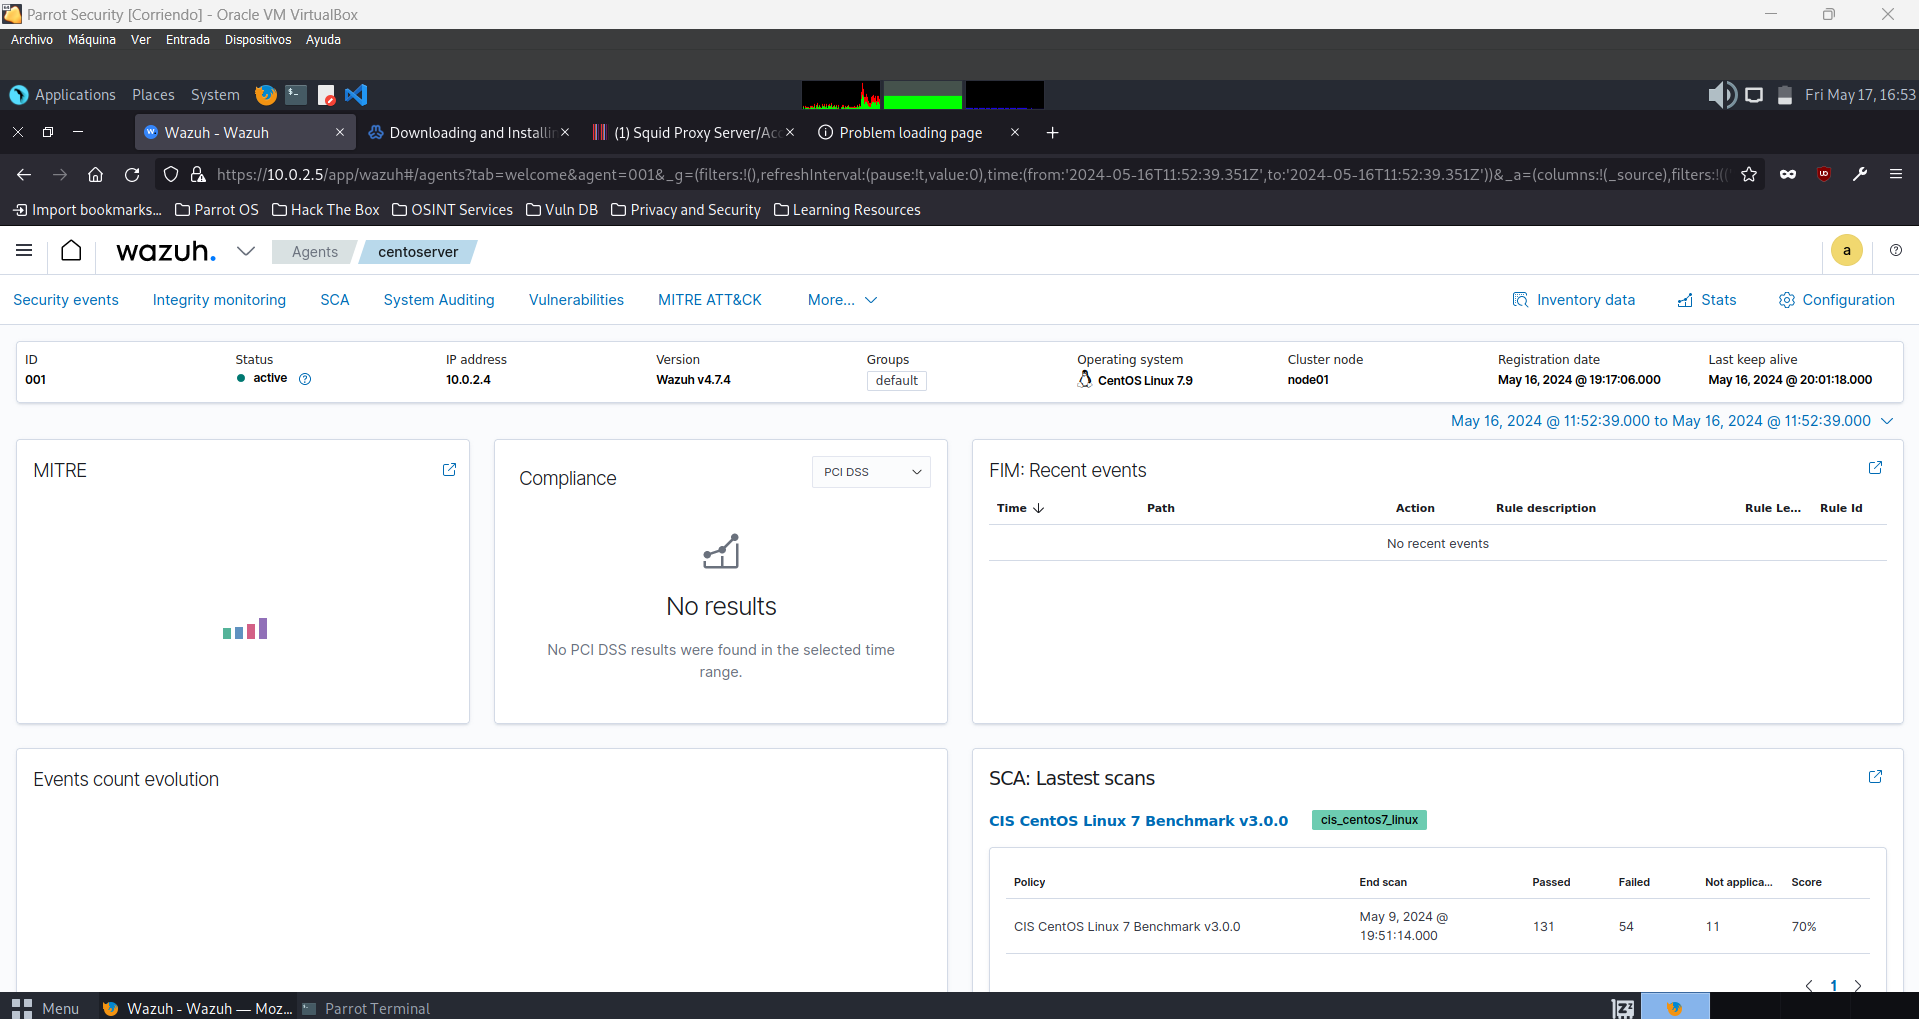 Parrot Security [Corriendo] - Oracle VM VirtualBox
Archivo Máquina Ver Entrada Dispositivos Ayuda
Applications Places System Fri May 17, 16:53
Wazuh - Wazuh Downloading and Installin (1) Squid Proxy Server/Acc Problem loading page
https://10.0.2.5/app/wazuh#/agents?tab=welcome&agent=001&_g=(filters:!(),refreshInterval:(pause:!t,value:0),time:(from:'2024-05-16T11:52:39.351Z',to:'2024-05-16T11:52:39.351Z'))&_a=(columns:!(_source),filters:!(('
Import bookmarks... Parrot OS Hack The Box OSINT Services Vuln DB Privacy and Security Learning Resources
wazuh. Agents centoserver a
Security events Integrity monitoring SCA System Auditing Vulnerabilities MITRE ATT&CK More... Inventory data Stats Configuration
ID Status IP address Version Groups Operating system Cluster node Registration date Last keep alive
001 active 10.0.2.4 Wazuh v4.7.4 default CentOS Linux 7.9 node01 May 16, 2024 @ 19:17:06.000 May 16, 2024 @ 20:01:18.000
May 16, 2024 @ 11:52:39.000 to May 16, 2024 @ 11:52:39.000
MITRE
Compliance PCI DSS
No results
No PCI DSS results were found in the selected time
range.
FIM: Recent events
Time Path Action Rule description Rule Le... Rule Id
No recent events
Events count evolution
SCA: Lastest scans
CIS CentOS Linux 7 Benchmark v3.0.0 cis_centos7_linux
Policy End scan Passed Failed Not applica... Score
CIS CentOS Linux 7 Benchmark v3.0.0 May 9, 2024 @ 131 54 11 70%
19:51:14.000
1
Menu Wazuh - Wazuh — Moz... Parrot Terminal